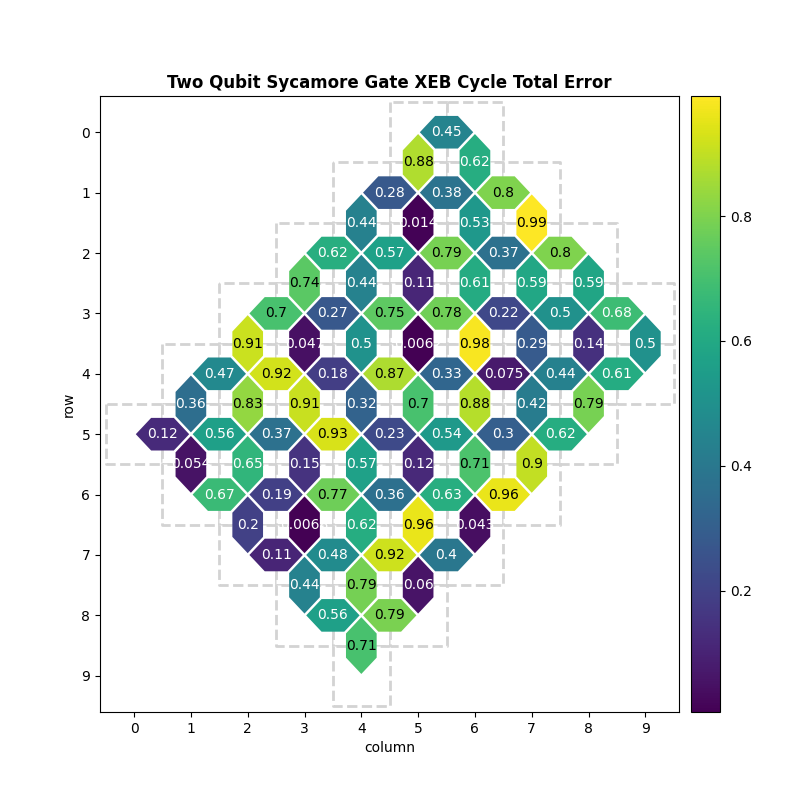 Two Qubit Sycamore Gate XEB Cycle Total Error
0 0.45
0.88 0.62
1 0.28 0.38 0.8
0.44 0.014 0.53 0.99
0.8
2 0.62 0.57 0.79 0.37 0.8
0.74 0.44 0.11 0.61 0.59 0.59
3 0.7 0.27 0.75 0.78 0.22 0.5 0.68
0.91 0.047 0.5 .006 0.98 0.29 0.14 0.5
0.6
4 0.47 0.92 0.18 0.87 0.33 0.075 0.44 0.61
0.36 0.83 0.91 0.32 0.7 0.88 0.42 0.79
row
5 0.12 0.56 0.37 0.93 0.23 0.54 0.3 0.62
0.054 0.65 0.15 0.57 0.12 0.71 0.9
0.4
6 0.67 0.19 0.77 0.36 0.63 0.96
0.2 .006 0.62 0.96 0.043
7 0.11 0.48 0.92 0.4
0.44 0.79 0.06
0.2
8 0.56 0.79
0.71
9
0 1 2 3 4 5 6 7 8 9
column